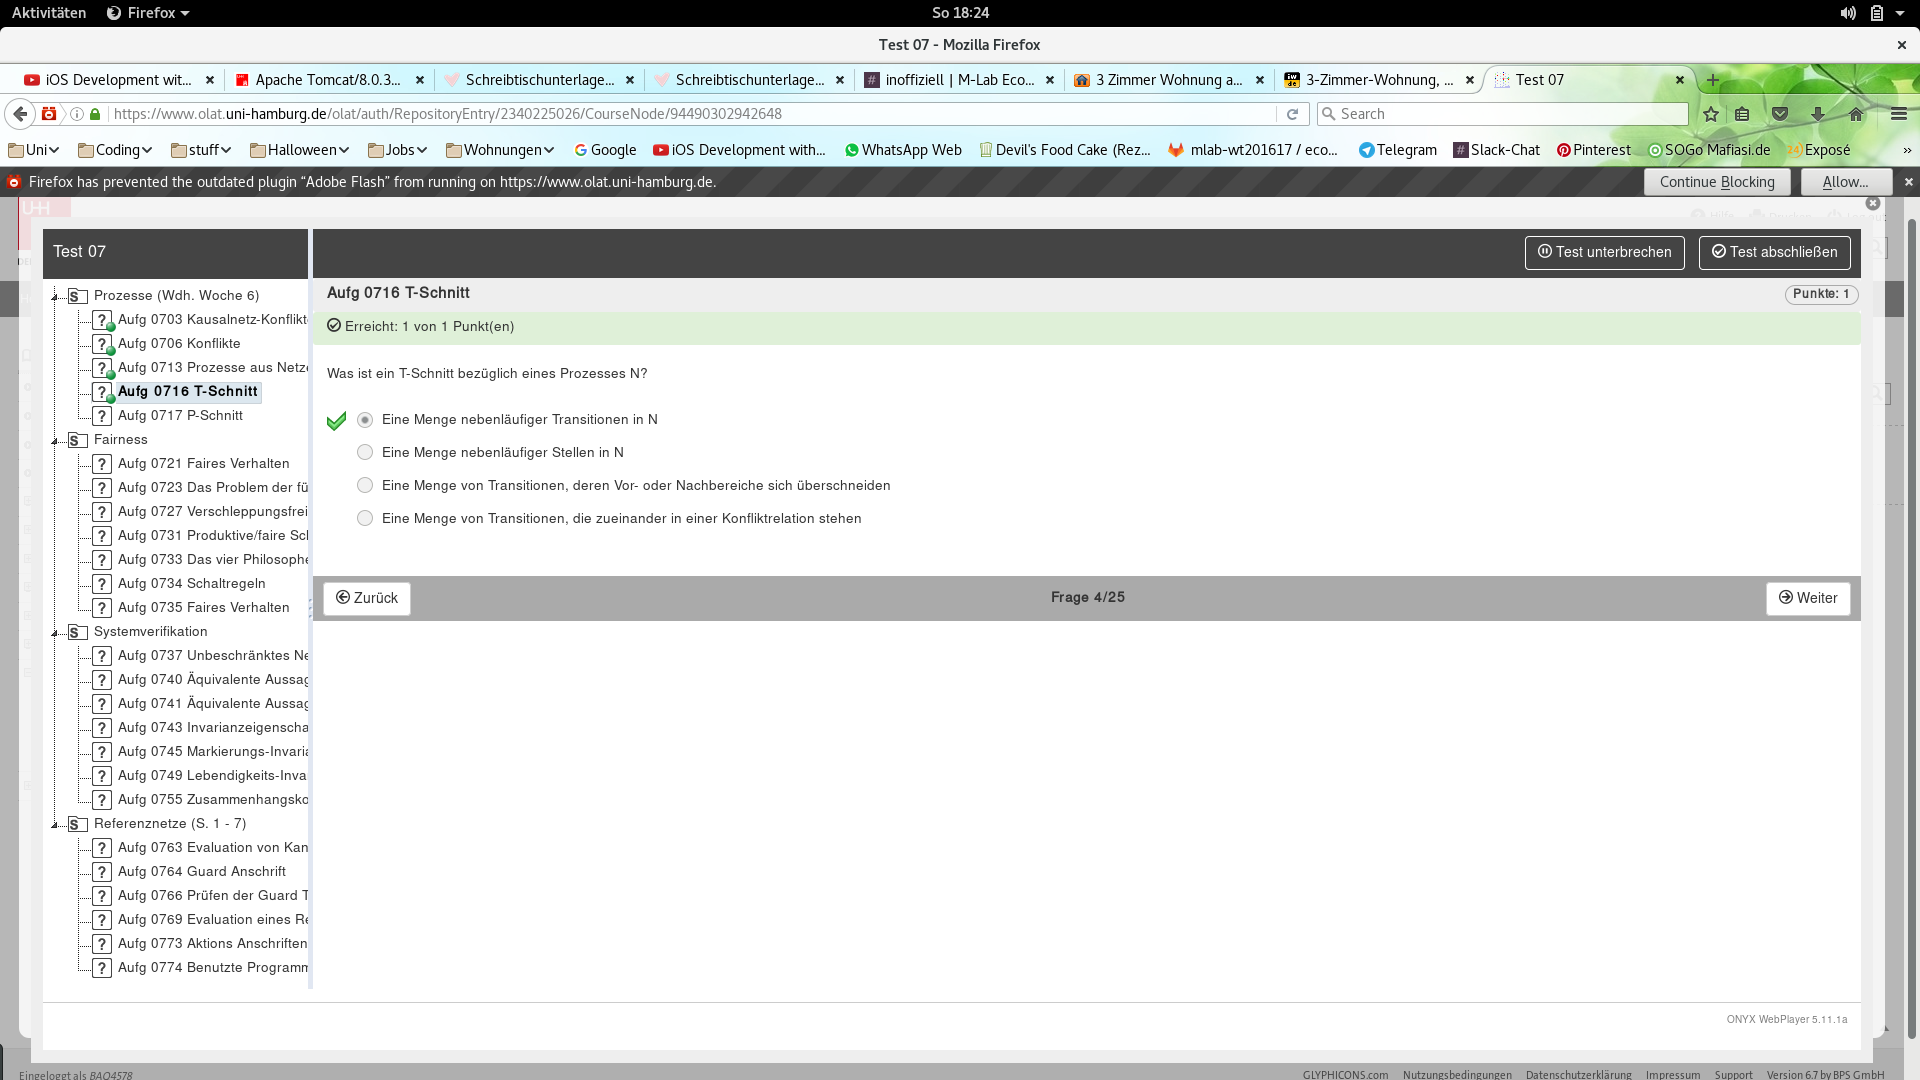 Aktivitäten Firefox So 18:24
Test 07 - Mozilla Firefox
iOS Development wit... Apache Tomcat/8.0.3... Schreibtischunterlage... Schreibtischunterlage... inoffiziell | M-Lab Eco... 3 Zimmer Wohnung a... 3-Zimmer-Wohnung, ... Test 07
https://www.olat.uni-hamburg.de/olat/auth/RepositoryEntry/2340225026/CourseNode/94490302942648 Search
Uni Coding stuff Halloween Jobs Wohnungen Google iOS Development with... WhatsApp Web Devil's Food Cake (Rez... mlab-wt201617 / eco... Telegram Slack-Chat Pinterest SOGo Mafiasi.de Exposé
Firefox has prevented the outdated plugin “Adobe Flash” from running on https://www.olat.uni-hamburg.de. Continue Blocking Allow...
Test 07 Test unterbrechen Test abschließen
Prozesse (Wdh. Woche 6)
Aufg 0703 Kausalnetz-Konflikt
Aufg 0706 Konflikte
Aufg 0713 Prozesse aus Netz
Aufg 0716 T-Schnitt
Aufg 0717 P-Schnitt
Fairness
Aufg 0721 Faires Verhalten
Aufg 0723 Das Problem der fü
Aufg 0727 Verschleppungsfrei
Aufg 0731 Produktive/faire Sc
Aufg 0733 Das vier Philosophe
Aufg 0734 Schaltregeln
Aufg 0735 Faires Verhalten
Systemverifikation
Aufg 0737 Unbeschränktes Ne
Aufg 0740 Äquivalente Aussag
Aufg 0741 Äquivalente Aussag
Aufg 0743 Invarianzeigenscha
Aufg 0745 Markierungs-Invaria
Aufg 0749 Lebendigkeits-Inva
Aufg 0755 Zusammenhangsko
Referenznetze (S. 1 - 7)
Aufg 0763 Evaluation von Kan
Aufg 0764 Guard Anschrift
Aufg 0766 Prüfen der Guard T
Aufg 0769 Evaluation eines Re
Aufg 0773 Aktions Anschriften
Aufg 0774 Benutzte Programm
Aufg 0716 T-Schnitt Punkte: 1
Erreicht: 1 von 1 Punkt(en)
Was ist ein T-Schnitt bezüglich eines Prozesses N?
Eine Menge nebenläufiger Transitionen in N
Eine Menge nebenläufiger Stellen in N
Eine Menge von Transitionen, deren Vor- oder Nachbereiche sich überschneiden
Eine Menge von Transitionen, die zueinander in einer Konfliktrelation stehen
Zurück Frage 4/25 Weiter
ONYX WebPlayer 5.11.1a
Eingeloggt als BAO4578 GLYPHICONS.com Nutzungsbedingungen Datenschutzerklärung Impressum Support Version 6.7 by BPS GmbH